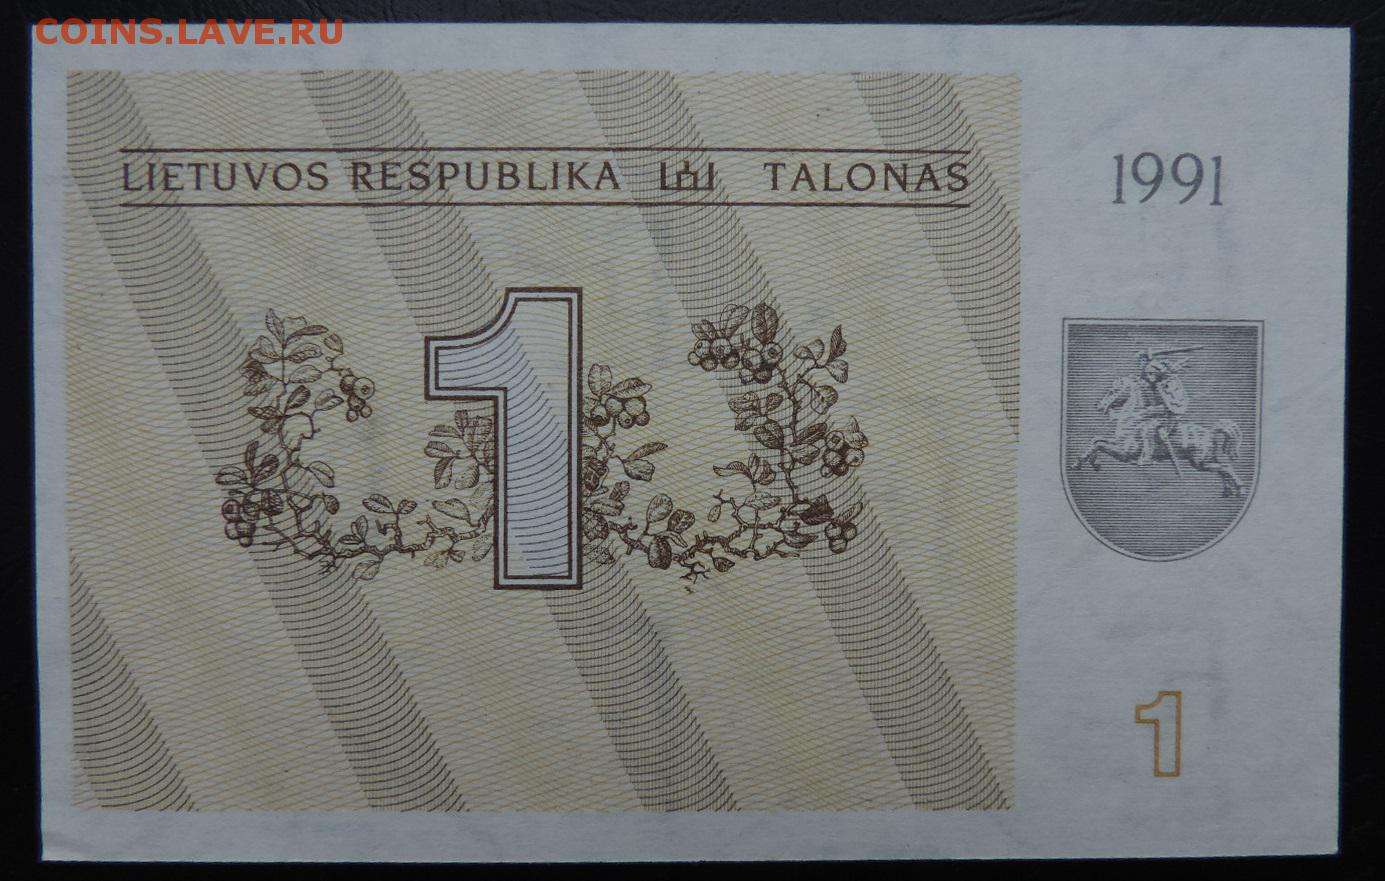 COINS.LAVE.RU
LIETUVOS RESPUBLIKA TALONAS
1991
1
1